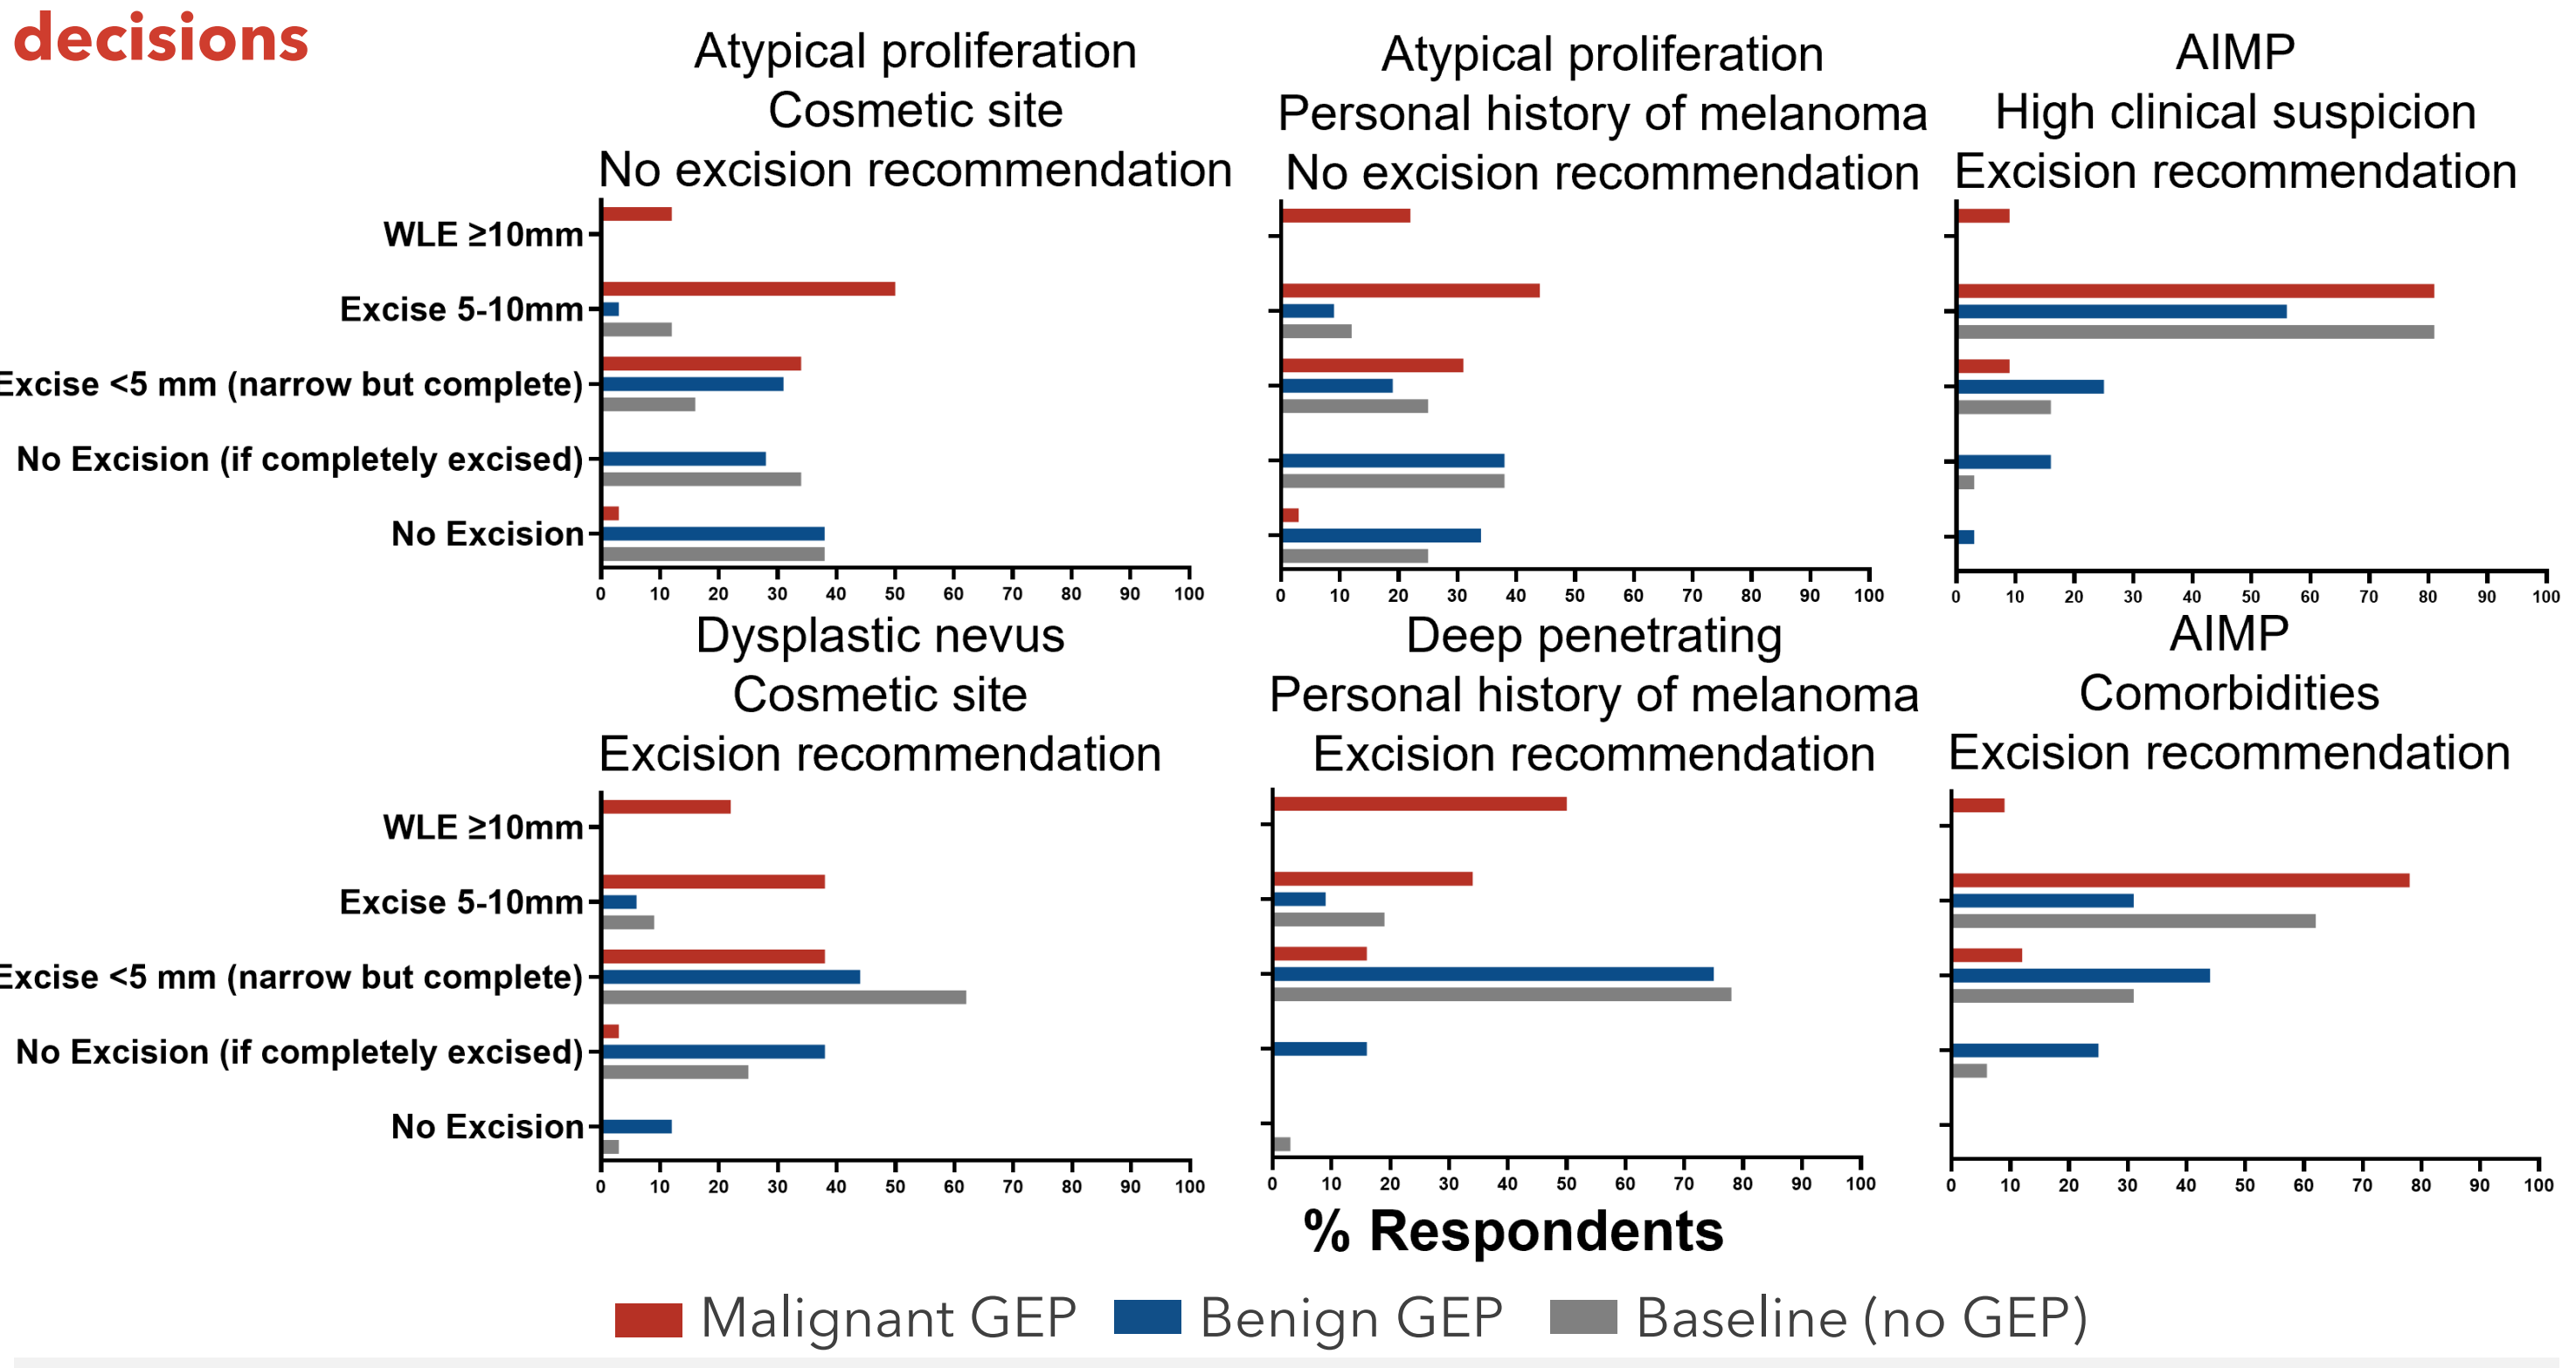 decisions
Atypical proliferation
Cosmetic site
No excision recommendation
WLE ≥10mm
Excise 5-10mm
Excise <5 mm (narrow but complete)
No Excision (if completely excised)
No Excision
0 10 20 30 40 50 60 70 80 90 100
Atypical proliferation
Personal history of melanoma
No excision recommendation
0 10 20 30 40 50 60 70 80 90 100
AIMP
High clinical suspicion
Excision recommendation
0 10 20 30 40 50 60 70 80 90 100
Dysplastic nevus
Cosmetic site
Excision recommendation
WLE ≥10mm
Excise 5-10mm
Excise <5 mm (narrow but complete)
No Excision (if completely excised)
No Excision
0 10 20 30 40 50 60 70 80 90 100
Deep penetrating
Personal history of melanoma
Excision recommendation
0 10 20 30 40 50 60 70 80 90 100
AIMP
Comorbidities
Excision recommendation
0 10 20 30 40 50 60 70 80 90 100
% Respondents
Malignant GEP Benign GEP Baseline (no GEP)